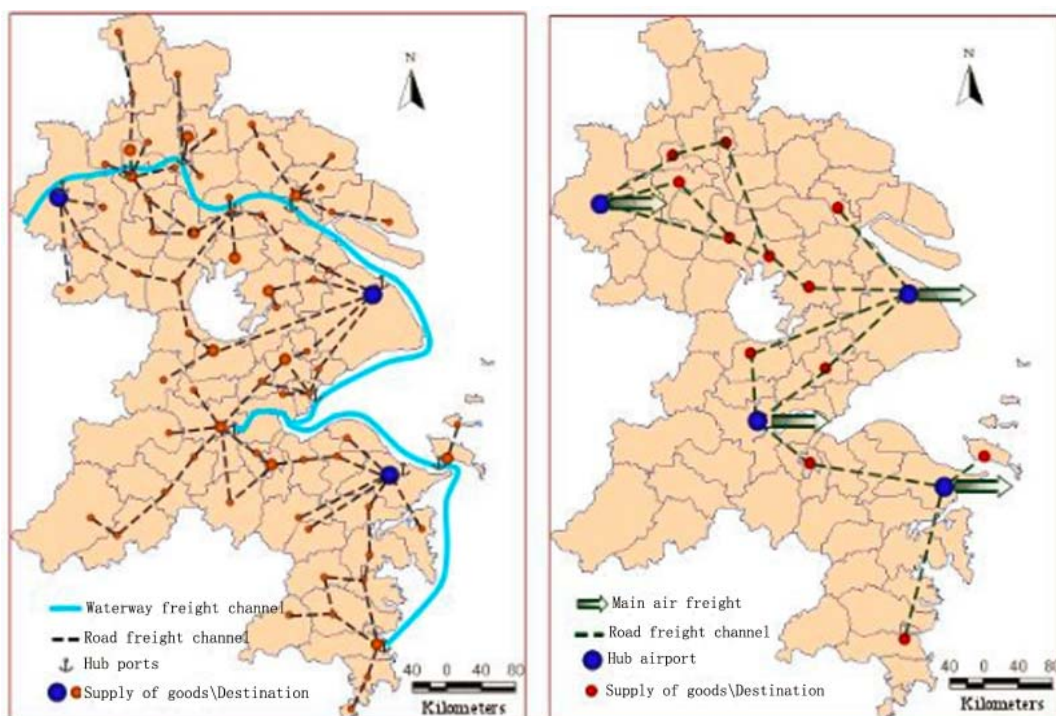 N
Waterway freight channel
Road freight channel
Hub ports
Supply of goods\Destination
40 0 40 80
Kilometers
N
Main air freight
Road freight channel
Hub airport
Supply of goods\Destination
40 0 40 80
Kilometers